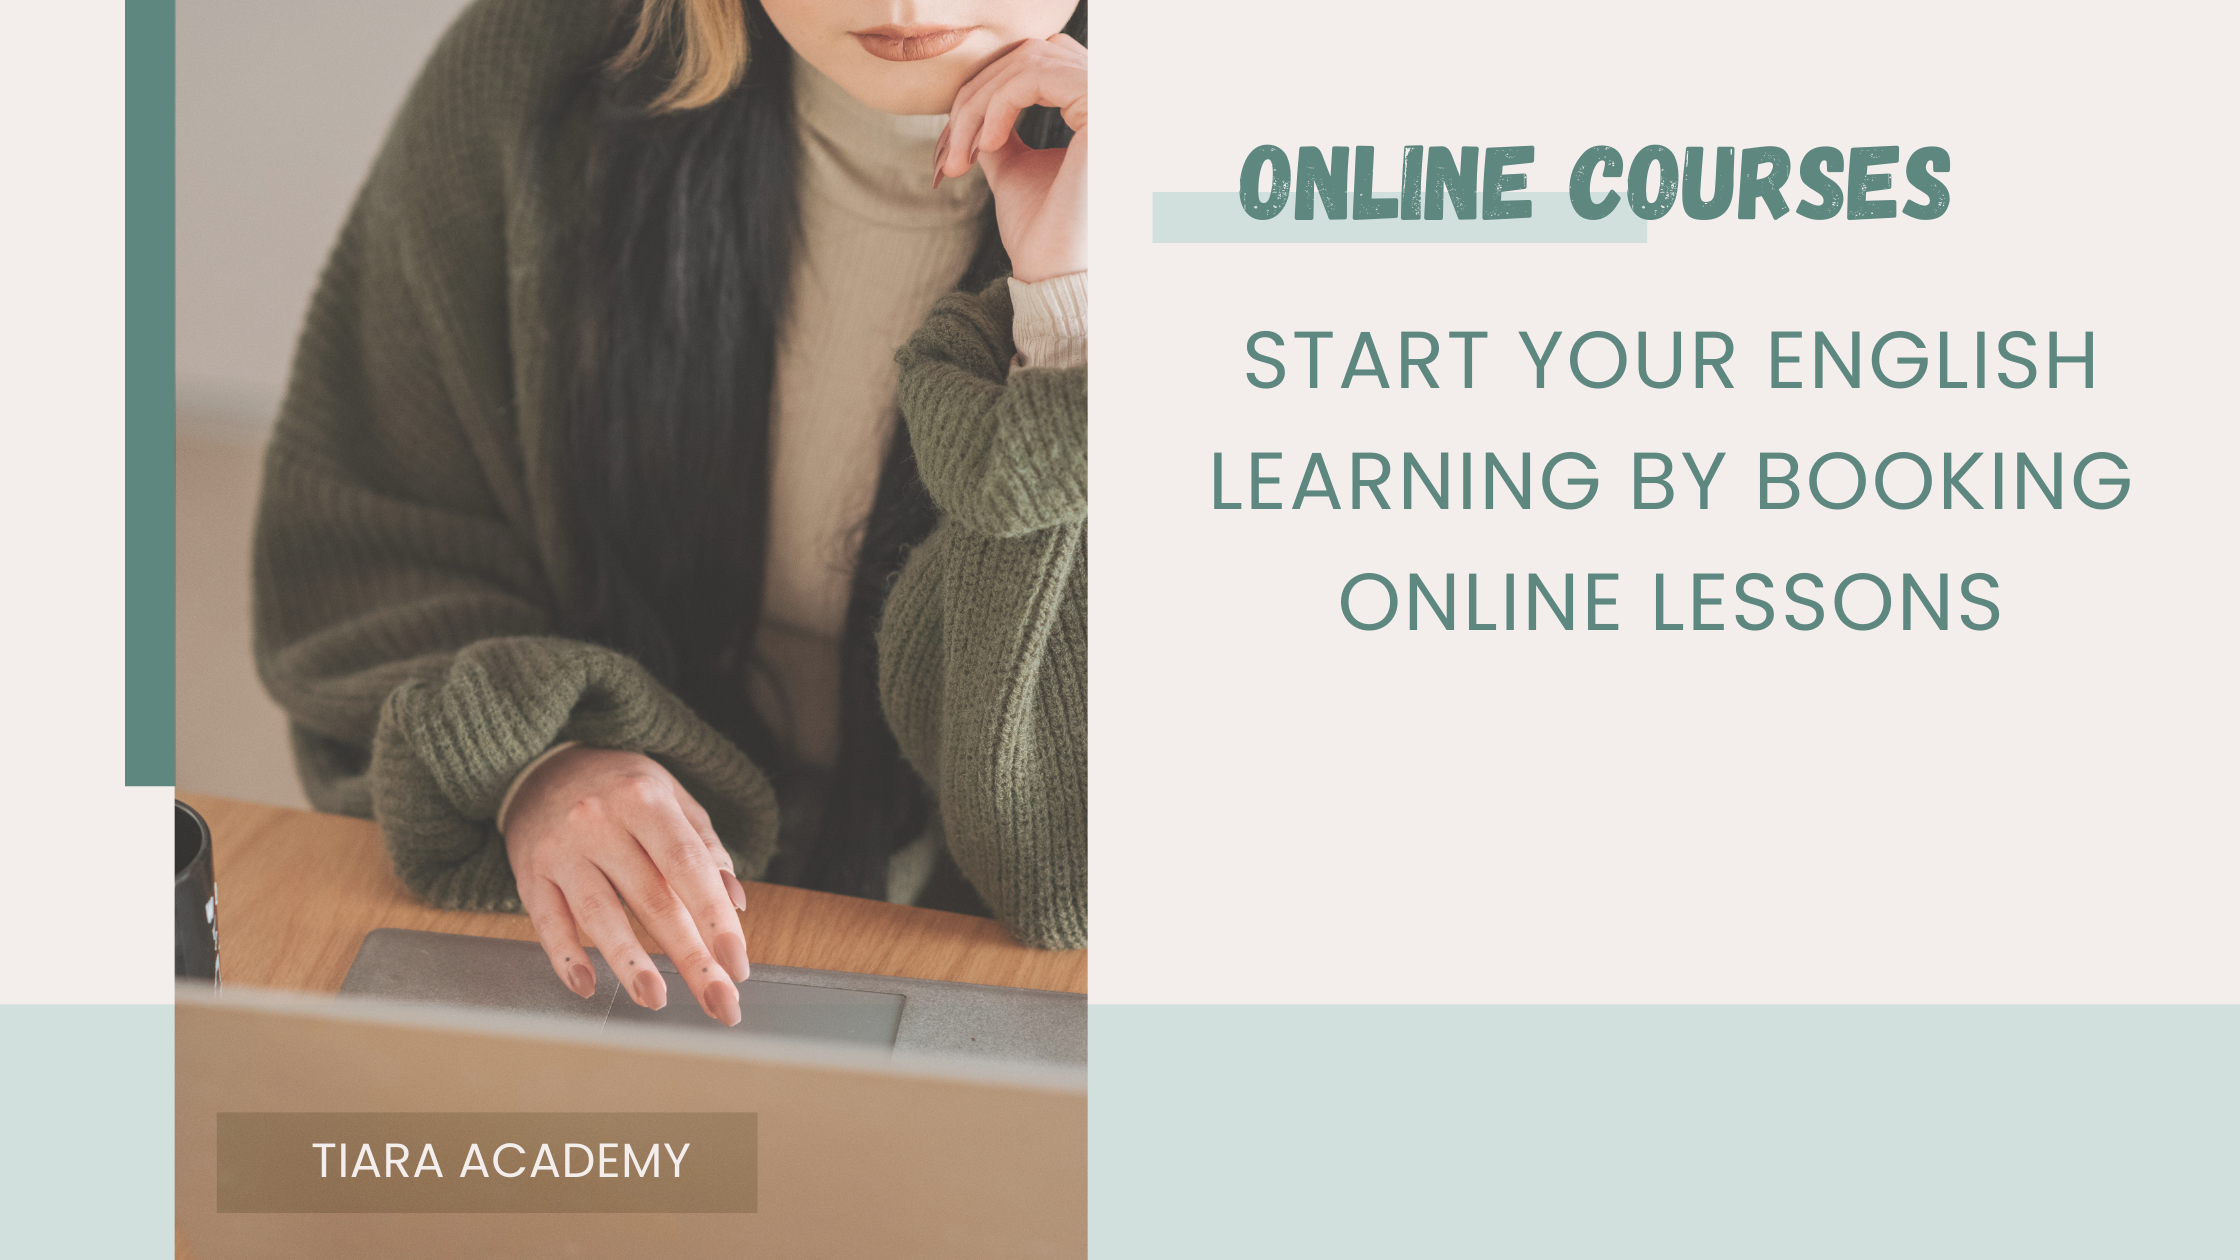 ONLINE COURSES
START YOUR ENGLISH
LEARNING BY BOOKING
ONLINE LESSONS
TIARA ACADEMY